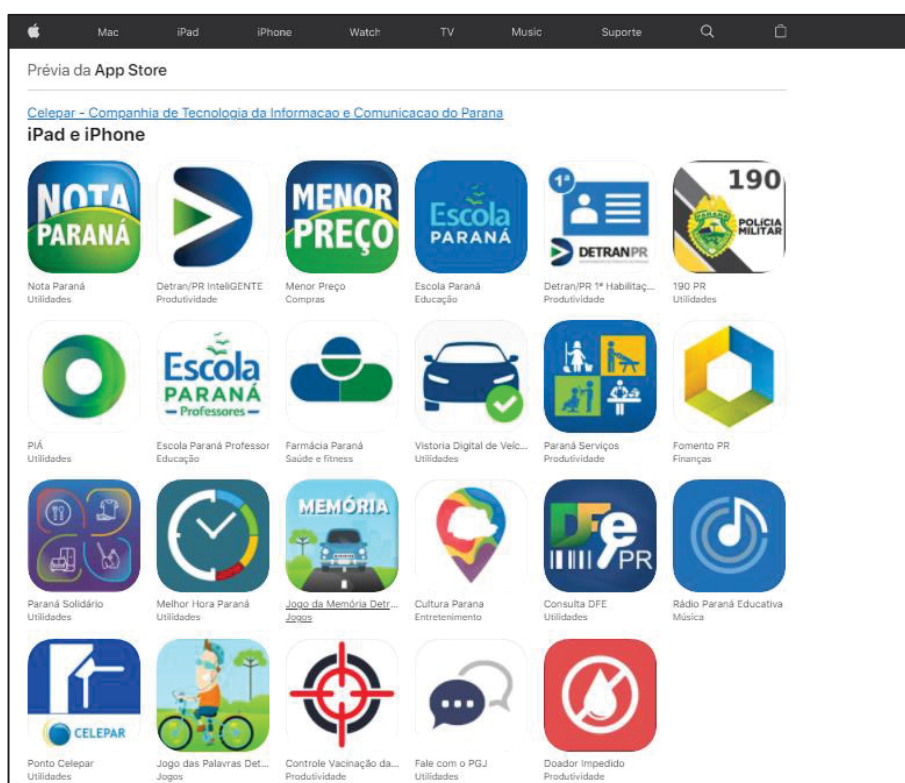 Mac iPad iPhone Watch TV Music Suporte
Prévia da App Store
Celepar - Companhia de Tecnologia da Informacao e Comunicacao do Parana
iPad e iPhone
NOTA PARANÁ
MENOR PREÇO
Escola PARANÁ
1ª DETRANPR
190 POLÍCIA MILITAR
Nota Paraná Detran/PR InteliGENTE Menor Preço Escola Paraná Detran/PR 1ª Habilitaç... 190 PR
Utilidades Produtividade Compras Educação Produtividade Utilidades
Escola PARANÁ Professores
PIÁ Escola Paraná Professor Farmácia Paraná Vistoria Digital de Veíc... Paraná Serviços Fomento PR
Utilidades Educação Saúde e fitness Utilidades Produtividade Finanças
MEMÓRIA
DFe PR
Paraná Solidário Melhor Hora Paraná Jogo da Memória Detr... Cultura Parana Consulta DFE Rádio Paraná Educativa
Utilidades Utilidades Jogos Entretenimento Utilidades Música
CELEPAR
Ponto Celepar Jogo das Palavras Det... Controle Vacinação da... Fale com o PGJ Doador Impedido
Utilidades Jogos Produtividade Utilidades Produtividade